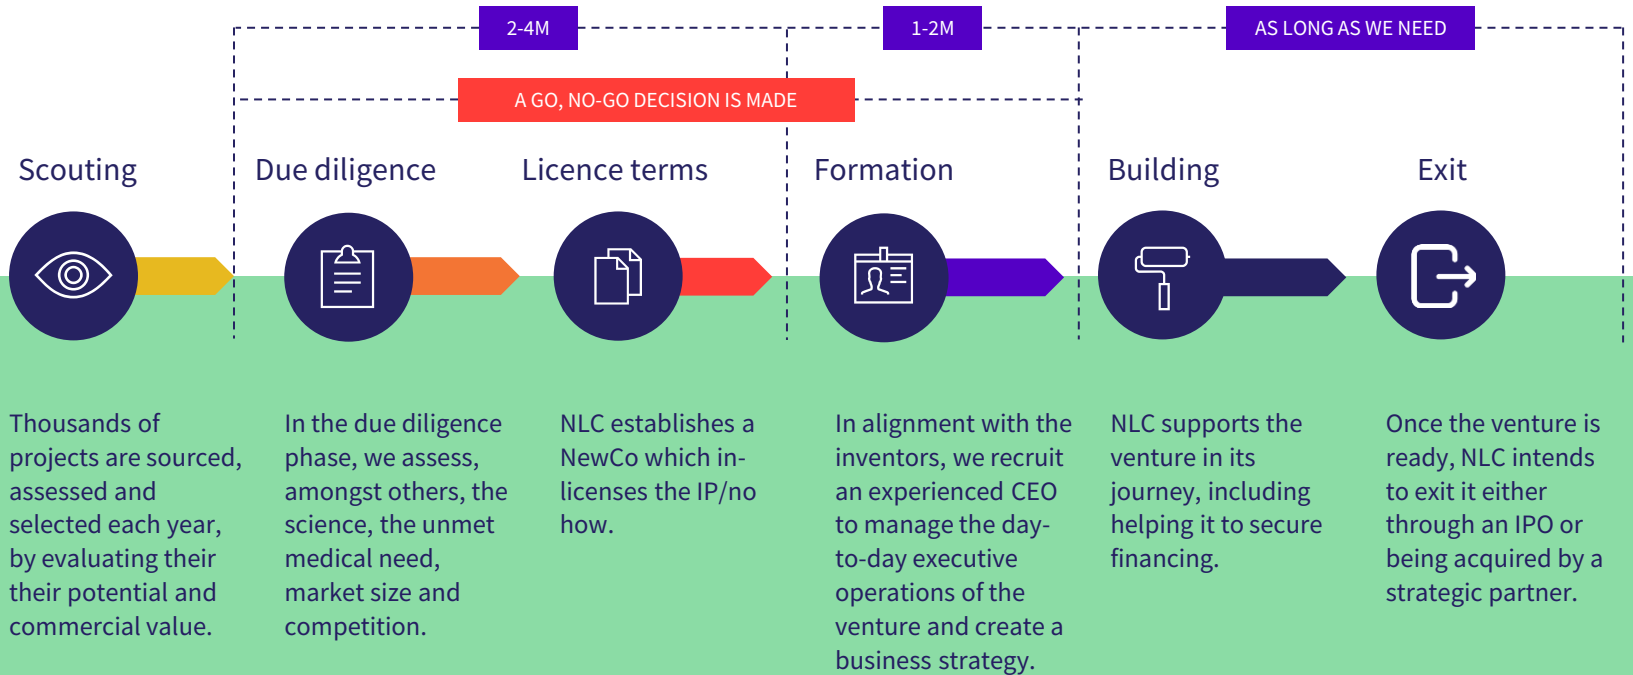 2-4M
1-2M
AS LONG AS WE NEED
A GO, NO-GO DECISION IS MADE
Scouting
Due diligence
Licence terms
Formation
Building
Exit
Thousands of
projects are sourced,
assessed and
selected each year,
by evaluating their
their potential and
commercial value.
In the due diligence
phase, we assess,
amongst others, the
science, the unmet
medical need,
market size and
competition.
NLC establishes a
NewCo which in-
licenses the IP/no
how.
In alignment with the
inventors, we recruit
an experienced CEO
to manage the day-
to-day executive
operations of the
venture and create a
business strategy.
NLC supports the
venture in its
journey, including
helping it to secure
financing.
Once the venture is
ready, NLC intends
to exit it either
through an IPO or
being acquired by a
strategic partner.